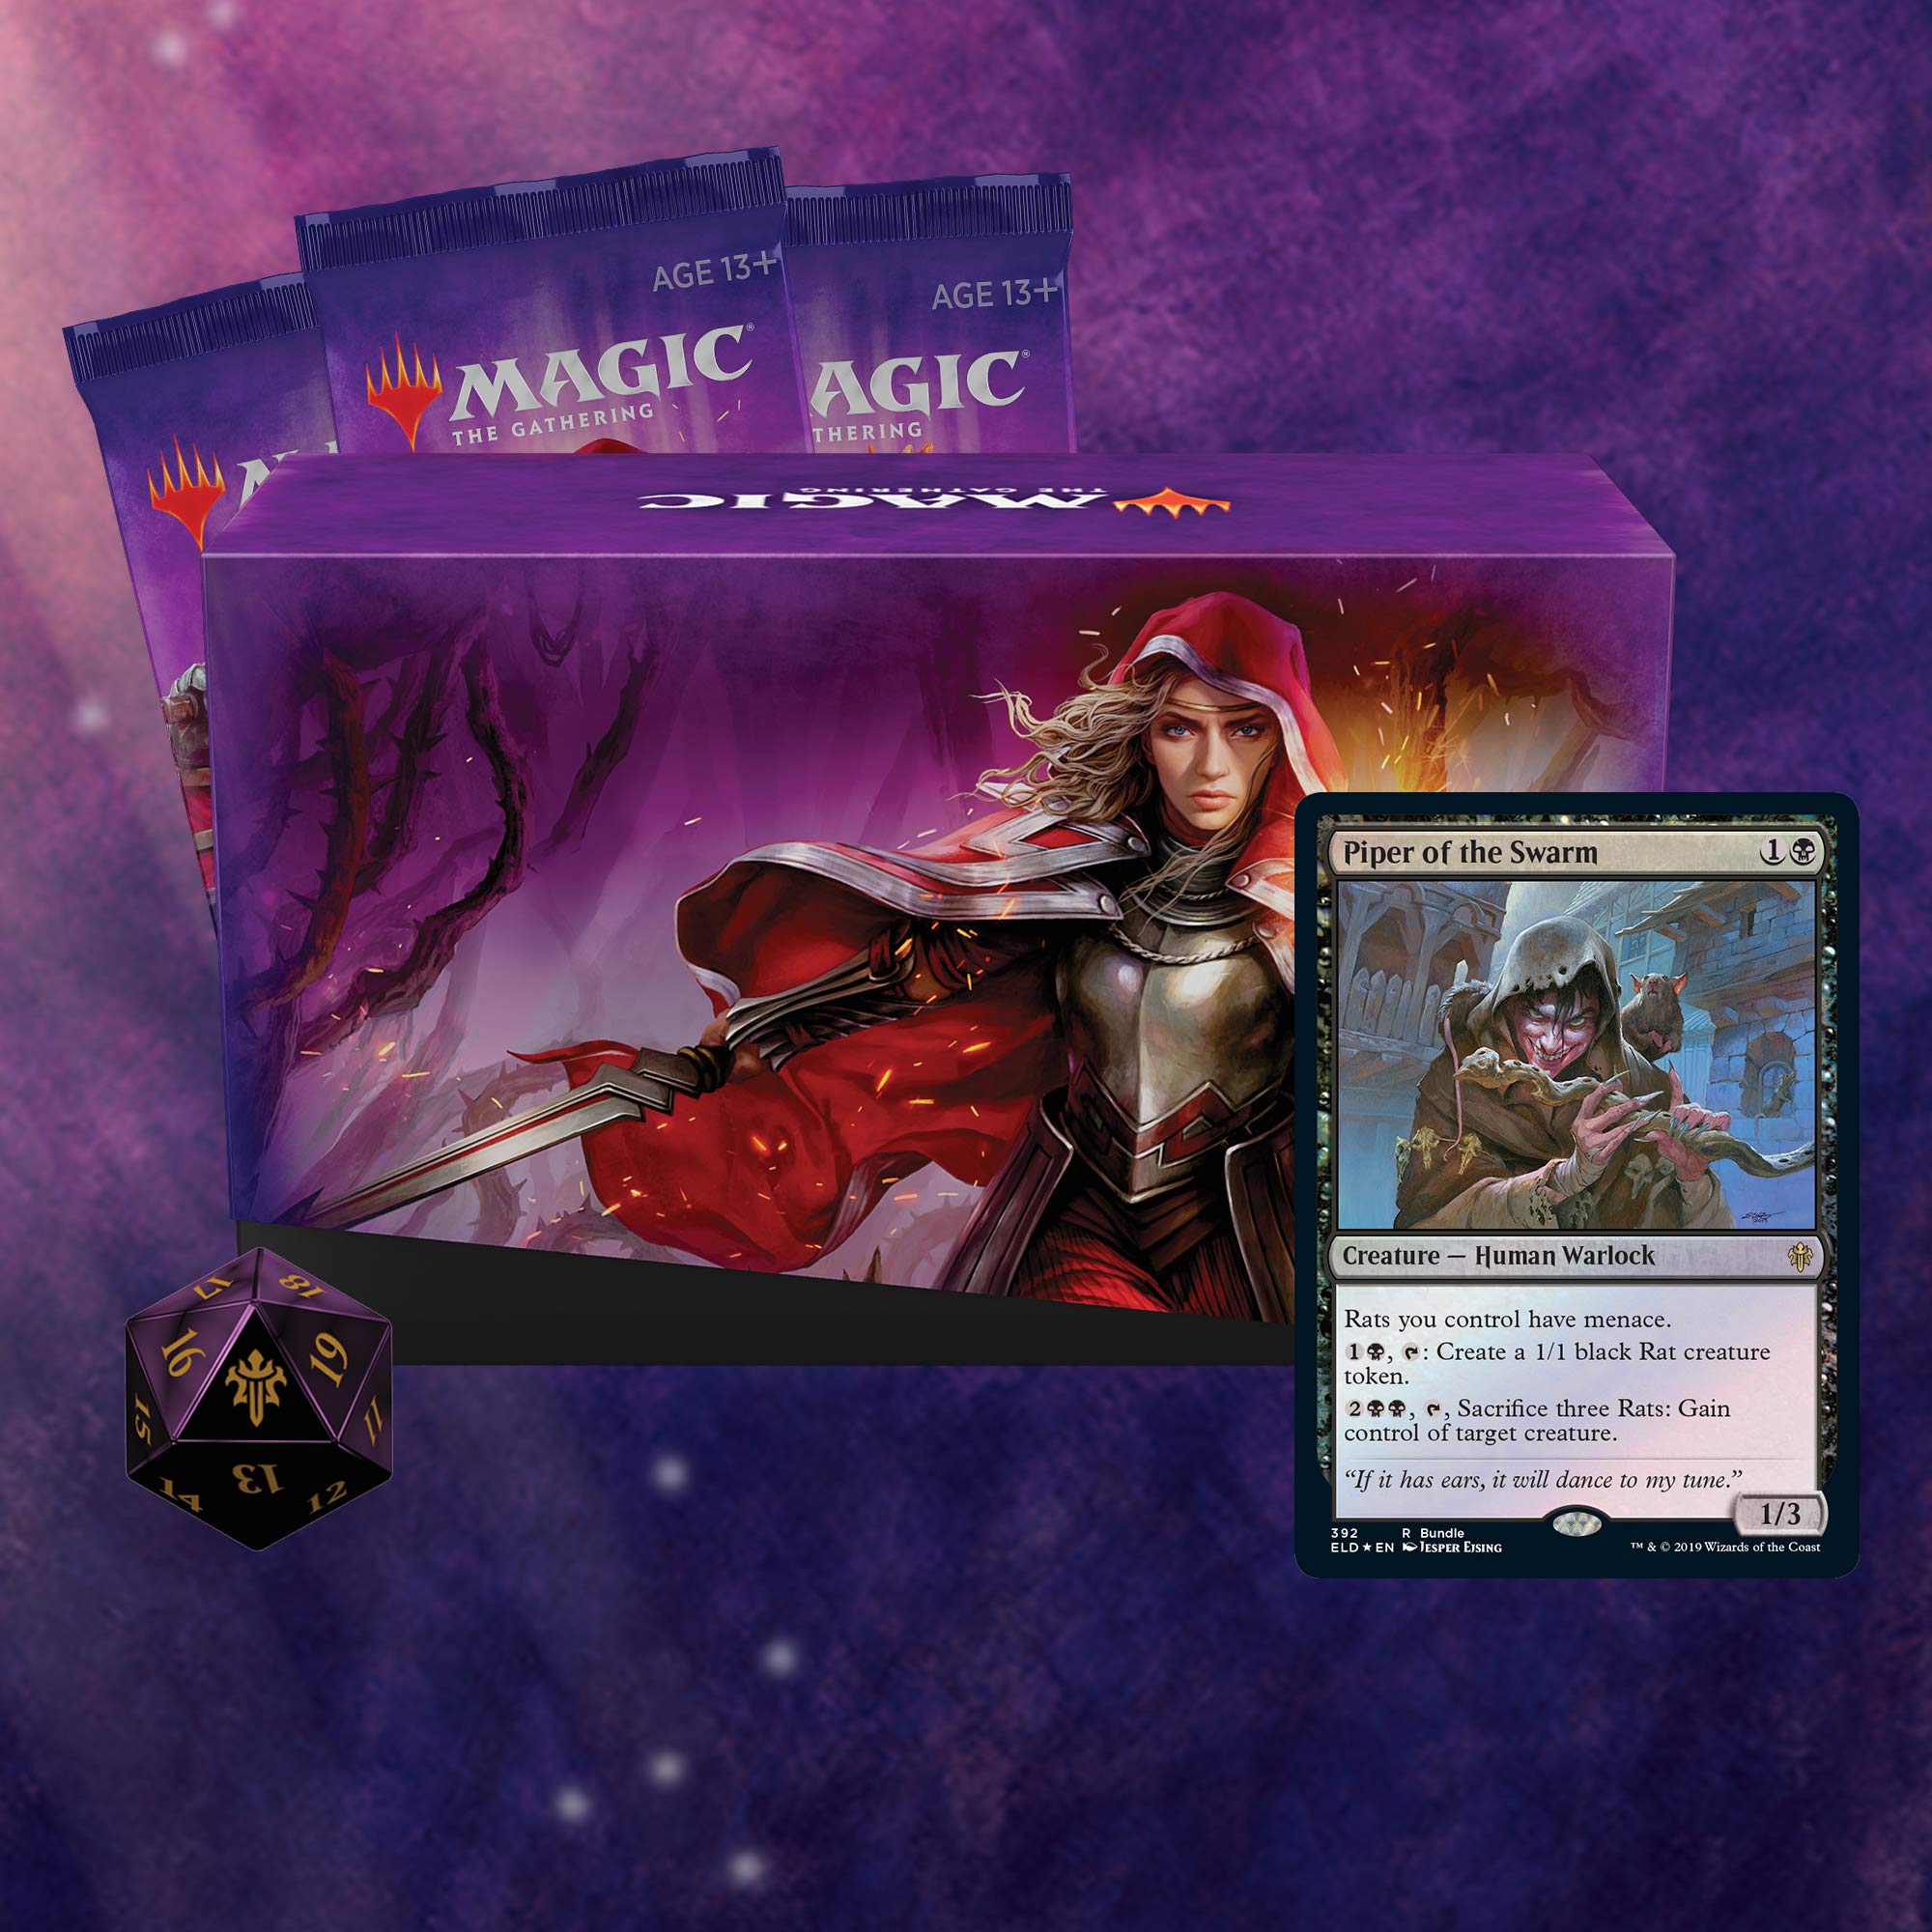 AGE 13+
MAGIC
THE GATHERING
AGE 13+
AGIC
THERING
MAGIC
THE GATHERING
Piper of the Swarm 1
Creature — Human Warlock
Rats you control have menace.
1, : Create a 1/1 black Rat creature
token.
2, , Sacrifice three Rats: Gain
control of target creature.
“If it has ears, it will dance to my tune.”
1/3
392 R Bundle
ELD ★ EN JESPER EJSING
™ & © 2019 Wizards of the Coast
17 18
16 19
15 11
14 13 12